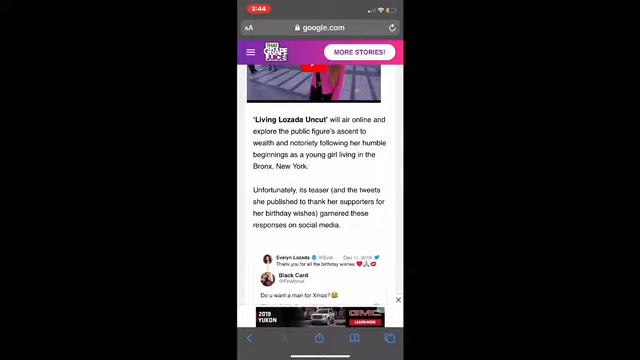 3:44
AA
google.com
THAT
GRAPE
JUICE
MORE STORIES!
'Living Lozada Uncut' will air online and
explore the public figure's ascent to
wealth and notoriety following her humble
beginnings as a young girl living in the
Bronx, New York.
Unfortunately, its teaser (and the tweets
she published to thank her supporters for
her birthday wishes) garnered these
responses on social media.
Evelyn Lozada @Eve... Dec 11, 2019
Thank you for all the birthday wishes
Black Card
Do u want a man for Xmas?
2019
YUKON
GMC
LEARN MORE